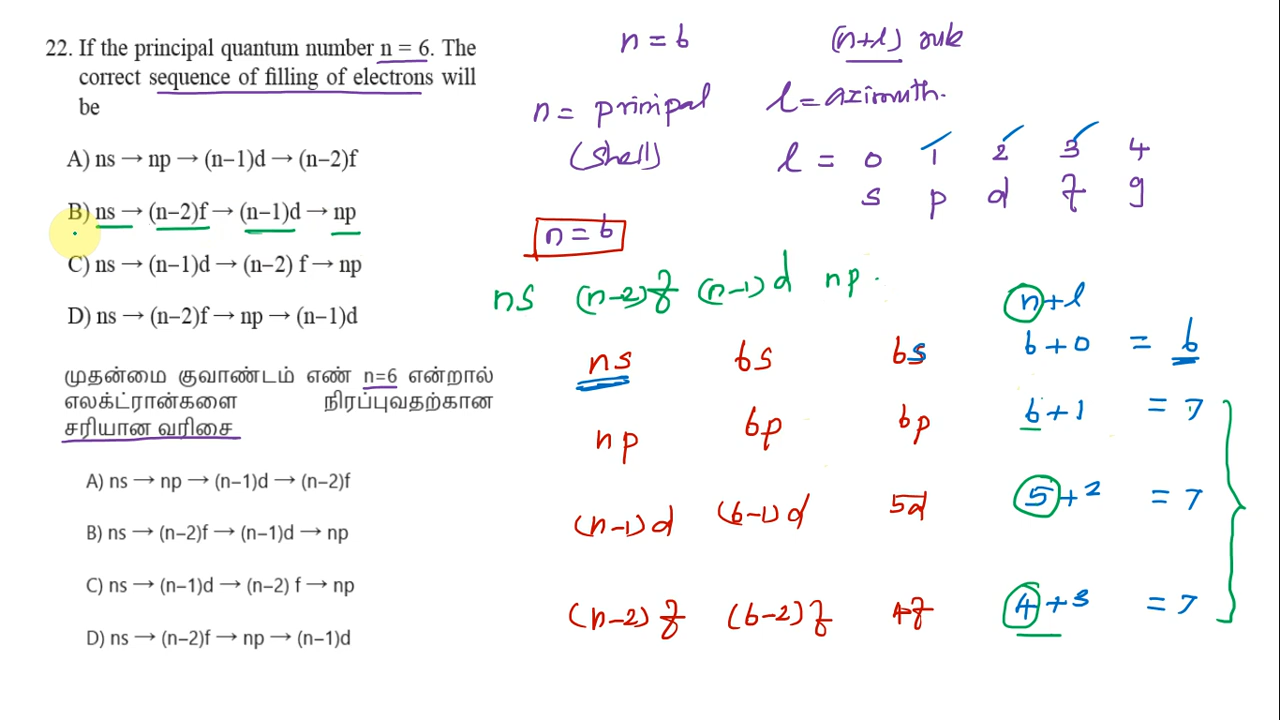 22. If the principal quantum number n = 6. The
correct sequence of filling of electrons will
be
A) ns → np → (n−1)d → (n−2)f
B) ns → (n−2)f → (n−1)d → np
C) ns → (n−1)d → (n−2) f → np
D) ns → (n−2)f → np → (n−1)d
முதன்மை குவாண்டம் எண் n=6 என்றால்
எலக்ட்ரான்களை நிரப்புவதற்கான
சரியான வரிசை
A) ns → np → (n−1)d → (n−2)f
B) ns → (n−2)f → (n−1)d → np
C) ns → (n−1)d → (n−2) f → np
D) ns → (n−2)f → np → (n−1)d
n = 6 (n+l) rule
n = prinipal l = azimuth.
(shell) l = 0 1 2 3 4
s p d f g
n = 6
ns (n-2)f (n-1)d np.
n+l
ns 6s 6s 6+0 = 6
np 6p 6p 6+1 = 7
(n-1)d (6-1)d 5d 5+2 = 7
(n-2)f (6-2)f 4f 4+3 = 7